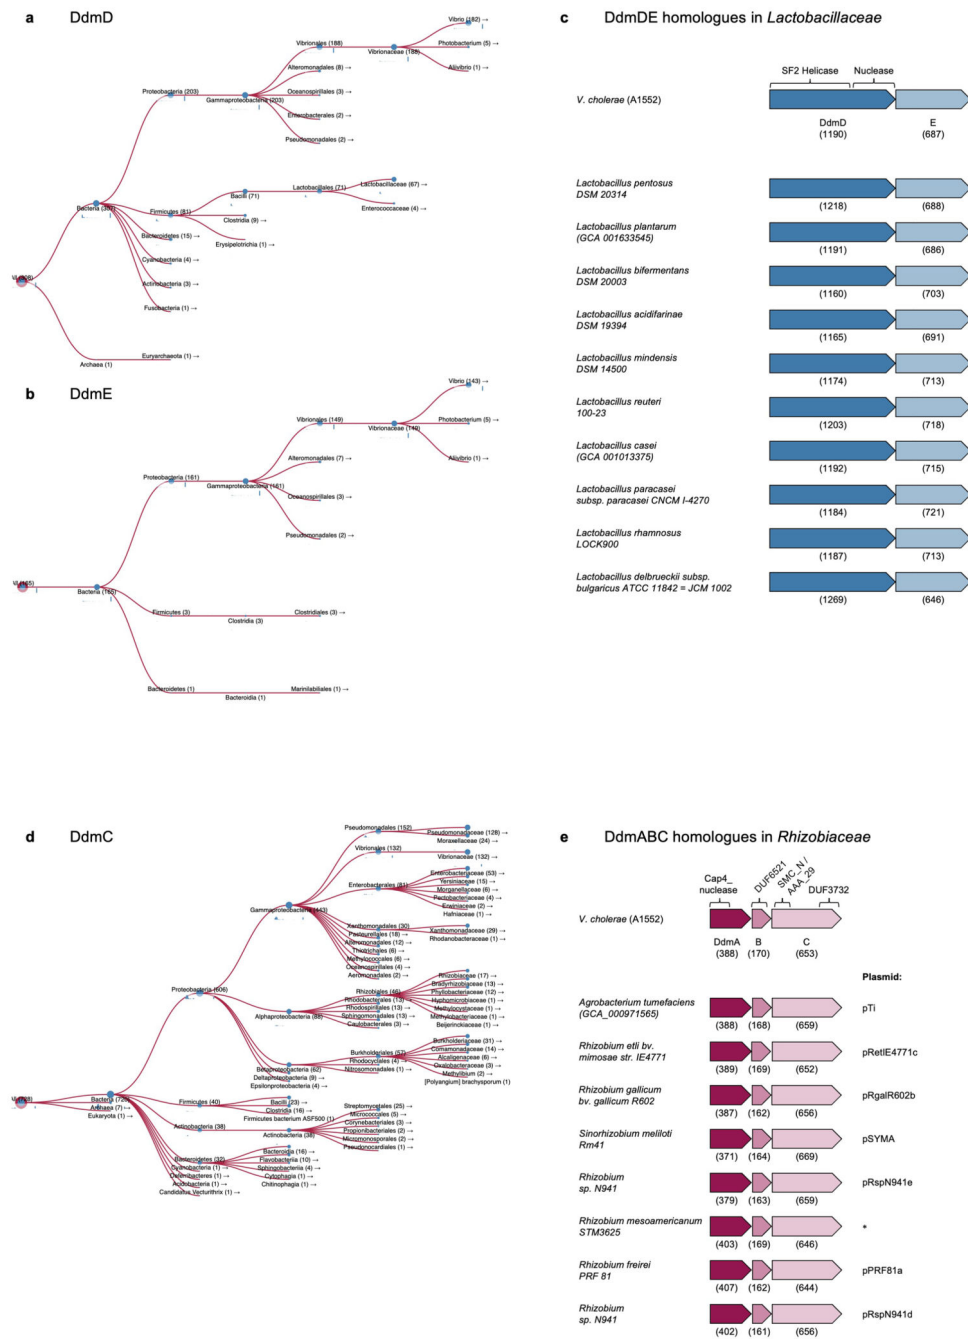 a DdmD
Vibrio (182) →
Vibrionales (188)
Photobacterium (5) →
Vibrionaceae (188)
Alteromonadales (8) →
Aliivibrio (1) →
Proteobacteria (203)
Oceanospirillales (3) →
Gammaproteobacteria (203)
Enterobacterales (2) →
Pseudomonadales (2) →
Lactobacillaceae (67) →
Bacilli (71)
Lactobacillales (71)
Bacteria
Firmicutes (81)
Enterococcaceae (4) →
Clostridia (9) →
Bacteroidetes (15) →
Erysipelotrichia (1) →
Cyanobacteria (4) →
Actinobacteria (3) →
Fusobacteria (1) →
Euryarchaeota (1) →
Archaea (1)
b DdmE
Vibrio (143) →
Vibrionales (149)
Photobacterium (5) →
Vibrionaceae (149)
Alteromonadales (7) →
Aliivibrio (1) →
Proteobacteria (161)
Gammaproteobacteria (161)
Oceanospirillales (3) →
Pseudomonadales (2) →
Bacteria (165)
Firmicutes (3)
Clostridia (3)
Clostridiales (3) →
Bacteroidetes (1)
Bacteroidia (1)
Marinilabiliales (1) →
c DdmDE homologues in Lactobacillaceae
SF2 Helicase Nuclease
V. cholerae (A1552)
DdmD E
(1190) (687)
Lactobacillus pentosus
DSM 20314
(1218) (688)
Lactobacillus plantarum
(GCA 001633545)
(1191) (686)
Lactobacillus bifermentans
DSM 20003
(1160) (703)
Lactobacillus acidifarinae
DSM 19394
(1165) (691)
Lactobacillus mindensis
DSM 14500
(1174) (713)
Lactobacillus reuteri
100-23
(1203) (718)
Lactobacillus casei
(GCA 001013375)
(1192) (715)
Lactobacillus paracasei
subsp. paracasei CNCM I-4270
(1184) (721)
Lactobacillus rhamnosus
LOCK900
(1187) (713)
Lactobacillus delbrueckii subsp.
bulgaricus ATCC 11842 = JCM 1002
(1269) (646)
d DdmC
Pseudomonadales (152)
Pseudomonadaceae (128) →
Moraxellaceae (24) →
Vibrionales (132)
Vibrionaceae (132) →
Enterobacteriaceae (53) →
Yersiniaceae (15) →
Enterobacterales (81)
Morganellaceae (6) →
Pectobacteriaceae (4) →
Erwiniaceae (2) →
Hafniaceae (1) →
Gammaproteobacteria (443)
Xanthomonadales (30)
Xanthomonadaceae (29) →
Pasteurellales (18) →
Rhodanobacteraceae (1) →
Alteromonadales (12) →
Thiotrichales (6) →
Methylococcales (6) →
Oceanospirillales (4) →
Aeromonadales (2) →
Proteobacteria (606)
Rhizobiaceae (17) →
Bradyrhizobiaceae (13) →
Rhizobiales (46)
Phyllobacteriaceae (12) →
Rhodobacterales (13) →
Hyphomicrobiaceae (1) →
Rhodospirillales (13) →
Methylocystaceae (1) →
Alphaproteobacteria (88)
Sphingomonadales (13) →
Methylobacteriaceae (1) →
Caulobacterales (3) →
Beijerinckiaceae (1) →
Burkholderiaceae (31) →
Burkholderiales (57)
Comamonadaceae (14) →
Rhodocyclales (4) →
Alcaligenaceae (6) →
Betaproteobacteria (62)
Nitrosomonadales (1) →
Oxalobacteraceae (3) →
Deltaproteobacteria (9) →
Methylibium (2) →
Epsilonproteobacteria (4) →
[Polyangium] brachysporum (1)
Bacteria
Archaea (7) →
Eukaryota (1) →
Firmicutes (40)
Bacilli (23)
Clostridia (16) →
Firmicutes bacterium ASF500 (1)
Streptomycetales (25) →
Micrococcales (5) →
Actinobacteria (38)
Corynebacteriales (3) →
Actinobacteria (38)
Propionibacteriales (2) →
Micromonosporales (2) →
Pseudonocardiales (1) →
Bacteroidetes (32)
Bacteroidia (16) →
Cyanobacteria (1) →
Flavobacteriia (10) →
Deferribacteres (1) →
Sphingobacteriia (4) →
Acidobacteria (1) →
Cytophagia (1) →
Candidatus Vecturithrix (1) →
Chitinophagia (1) →
e DdmABC homologues in Rhizobiaceae
Cap4_
nuclease
DUF6521
SMC_N /
AAA_29
DUF3732
V. cholerae (A1552)
DdmA B C
(388) (170) (653)
Plasmid:
Agrobacterium tumefaciens
(GCA_000971565)
pTi
(388) (168) (659)
Rhizobium etli bv.
mimosae str. IE4771
pRetIE4771c
(389) (169) (652)
Rhizobium gallicum
bv. gallicum R602
pRgalR602b
(387) (162) (656)
Sinorhizobium meliloti
Rm41
pSYMA
(371) (164) (669)
Rhizobium
sp. N941
pRspN941e
(379) (163) (659)
Rhizobium mesoamericanum
STM3625
*
(403) (169) (646)
Rhizobium freirei
PRF 81
pPRF81a
(407) (162) (644)
Rhizobium
sp. N941
pRspN941d
(402) (161) (656)